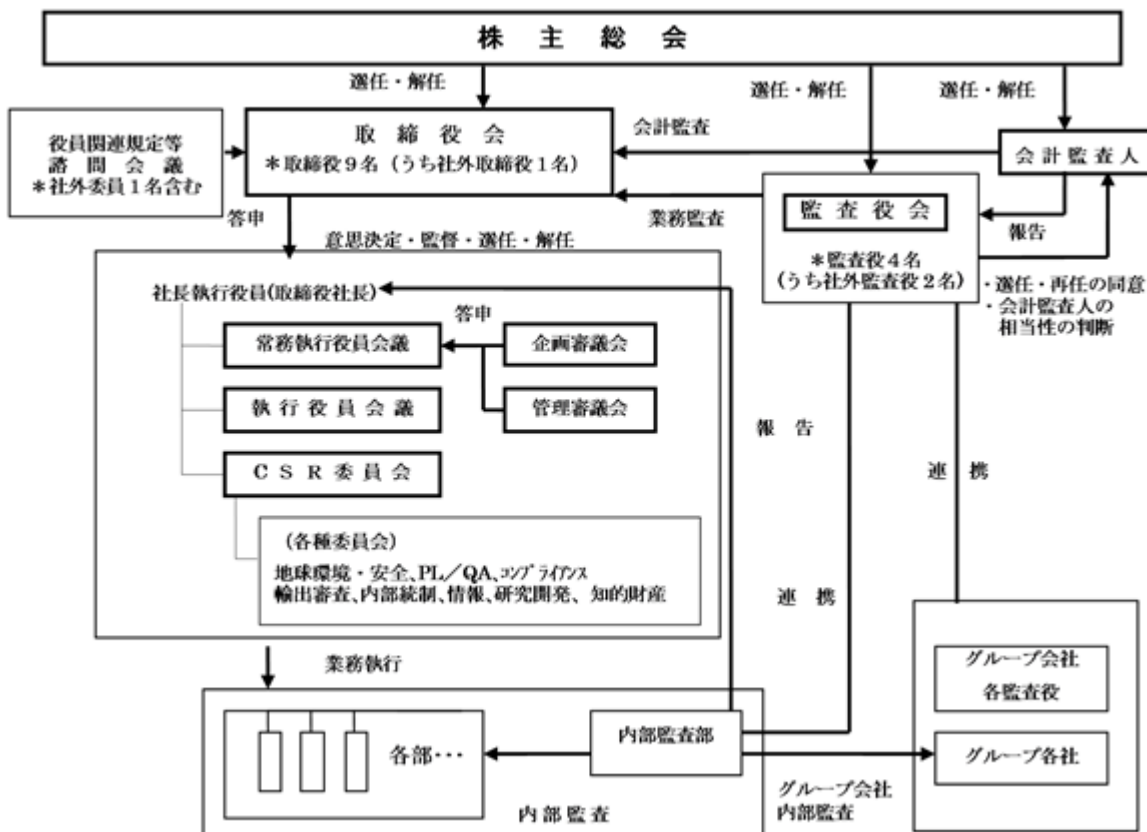 株主総会
選任・解任
選任・解任
選任・解任
役員関連規定等
諮問会議
＊社外委員１名含む
取締役会
＊取締役９名（うち社外取締役１名）
会計監査
会計監査人
答申
業務監査
監査役会
＊監査役４名
(うち社外監査役２名)
報告
・選任・再任の同意
・会計監査人の
相当性の判断
意思決定・監督・選任・解任
社長執行役員(取締役社長)
答申
常務執行役員会議
企画審議会
執行役員会議
管理審議会
ＣＳＲ委員会
報告
連携
(各種委員会)
地球環境・安全、PL／QA、ｺﾝﾌﾟﾗｲｱﾝｽ
輸出審査、内部統制、情報、研究開発、知的財産
連携
業務執行
グループ会社
各監査役
各部･･･
内部監査部
グループ各社
内部監査
グループ会社
内部監査